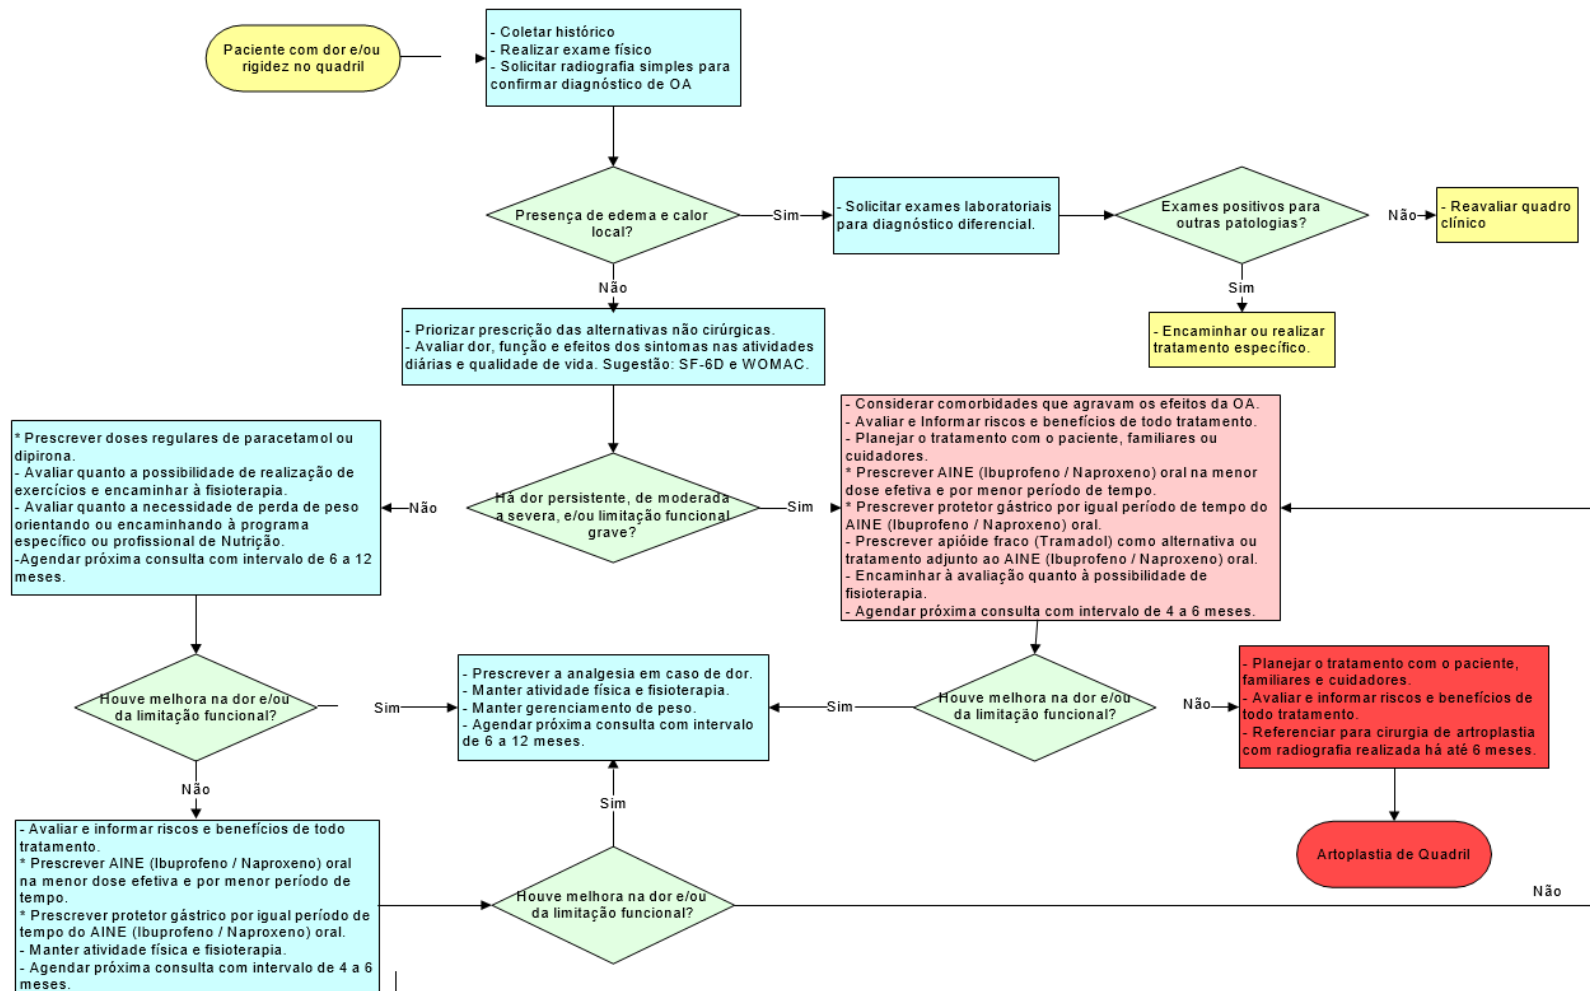 Paciente com dor e/ou
rigidez no quadril
- Coletar histórico
- Realizar exame físico
- Solicitar radiografia simples para
confirmar diagnóstico de OA
Presença de edema e calor
local?
Sim
- Solicitar exames laboratoriais
para diagnóstico diferencial.
Exames positivos para
outras patologias?
Não
- Reavaliar quadro
clínico
Sim
- Encaminhar ou realizar
tratamento específico.
Não
- Priorizar prescrição das alternativas não cirúrgicas.
- Avaliar dor, função e efeitos dos sintomas nas atividades
diárias e qualidade de vida. Sugestão: SF-6D e WOMAC.
Há dor persistente, de moderada
a severa, e/ou limitação funcional
grave?
Não
* Prescrever doses regulares de paracetamol ou
dipirona.
- Avaliar quanto a possibilidade de realização de
exercícios e encaminhar à fisioterapia.
- Avaliar quanto a necessidade de perda de peso
orientando ou encaminhando à programa
específico ou profissional de Nutrição.
-Agendar próxima consulta com intervalo de 6 a 12
meses.
Sim
- Considerar comorbidades que agravam os efeitos da OA.
- Avaliar e Informar riscos e benefícios de todo tratamento.
- Planejar o tratamento com o paciente, familiares ou
cuidadores.
* Prescrever AINE (Ibuprofeno / Naproxeno) oral na menor
dose efetiva e por menor período de tempo.
* Prescrever protetor gástrico por igual período de tempo do
AINE (Ibuprofeno / Naproxeno) oral.
- Prescrever apióide fraco (Tramadol) como alternativa ou
tratamento adjunto ao AINE (Ibuprofeno / Naproxeno) oral.
- Encaminhar à avaliação quanto à possibilidade de
fisioterapia.
- Agendar próxima consulta com intervalo de 4 a 6 meses.
Houve melhora na dor e/ou
da limitação funcional?
Sim
- Prescrever a analgesia em caso de dor.
- Manter atividade física e fisioterapia.
- Manter gerenciamento de peso.
- Agendar próxima consulta com intervalo
de 6 a 12 meses.
Sim
Houve melhora na dor e/ou
da limitação funcional?
Não
- Planejar o tratamento com o paciente,
familiares e cuidadores.
- Avaliar e informar riscos e benefícios de
todo tratamento.
- Referenciar para cirurgia de artroplastia
com radiografia realizada há até 6 meses.
Artoplastia de Quadril
Não
- Avaliar e informar riscos e benefícios de todo
tratamento.
* Prescrever AINE (Ibuprofeno / Naproxeno) oral
na menor dose efetiva e por menor período de
tempo.
* Prescrever protetor gástrico por igual período de
tempo do AINE (Ibuprofeno / Naproxeno) oral.
- Manter atividade física e fisioterapia.
- Agendar próxima consulta com intervalo de 4 a 6
meses.
Sim
Houve melhora na dor e/ou
da limitação funcional?
Não